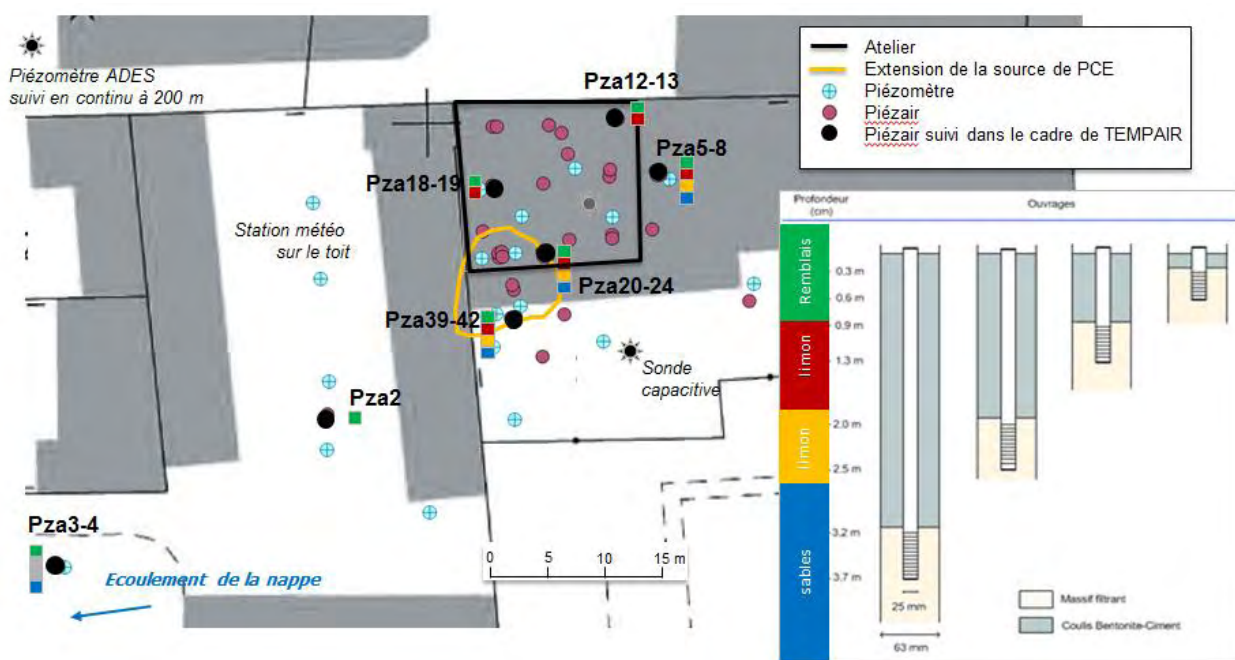 Piézomètre ADES
suivi en continu à 200 m
Pza12-13
Pza5-8
Pza18-19
Station météo
sur le toit
Pza20-24
Pza39-42
Sonde
capacitive
Pza2
Pza3-4
Ecoulement de la nappe
0 5 10 15 m
Atelier
Extension de la source de PCE
Piézomètre
Piézair
Piézair suivi dans le cadre de TEMPAIR
Profondeur
(cm)
Ouvrages
Remblais
limon
limon
sables
0.3 m
0.6 m
0.9 m
1.3 m
2.0 m
2.5 m
3.2 m
3.7 m
25 mm
63 mm
Massif filtrant
Coulis Bentonite-Ciment